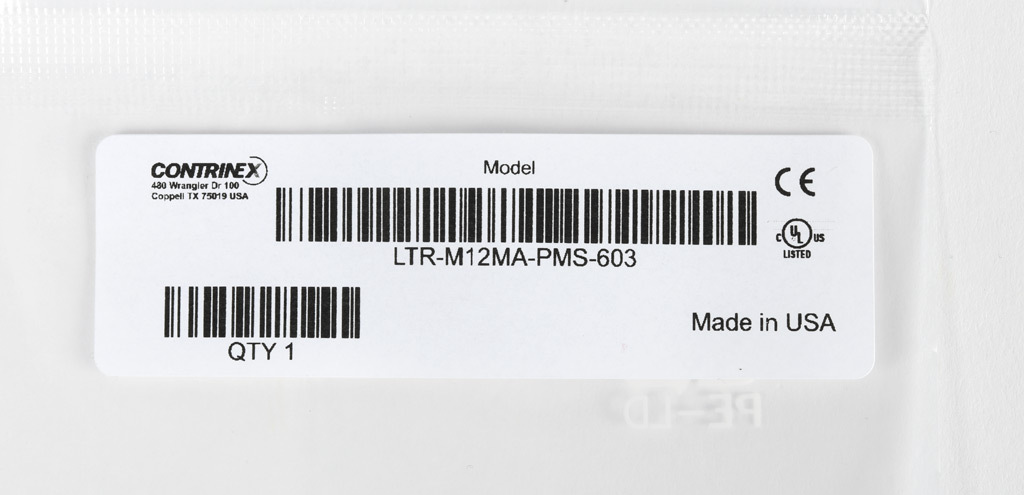 CONTRINEX
480 Wrangler Dr 100
Coppell TX 75019 USA
Model
LTR-M12MA-PMS-603
CE
C UL US
LISTED
QTY 1
Made in USA
PE-LD